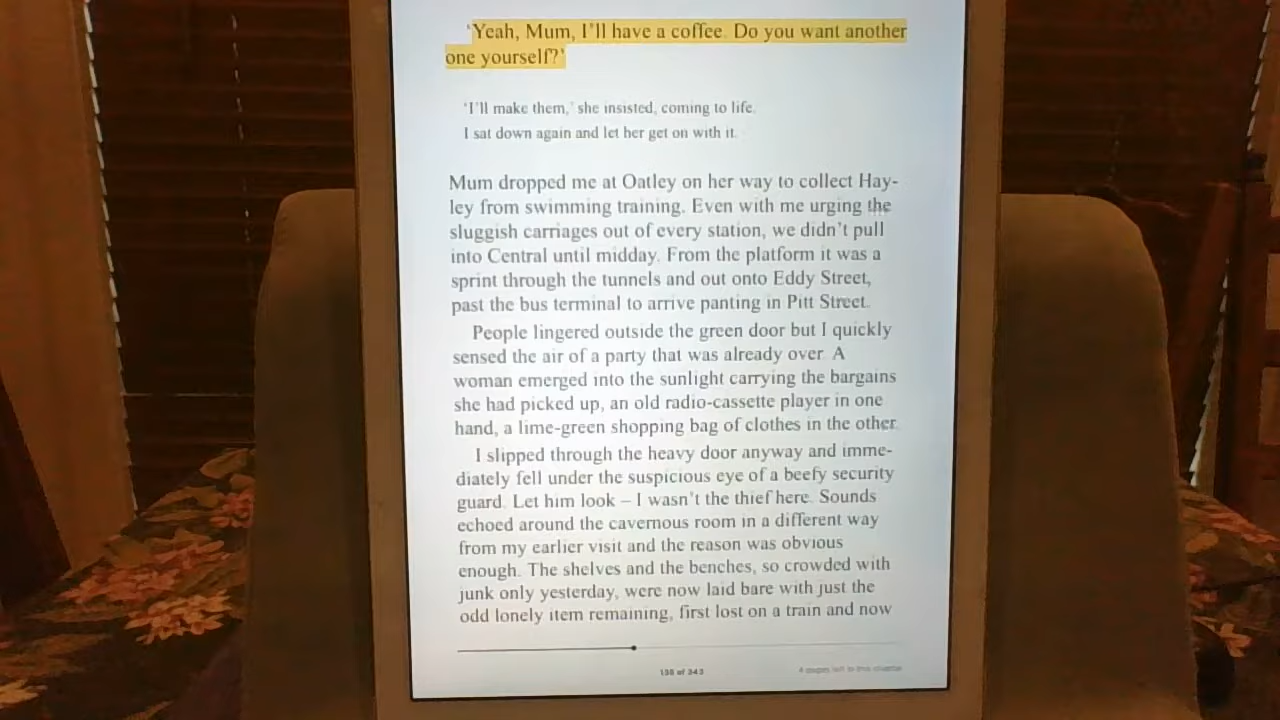 ‘Yeah, Mum, I’ll have a coffee. Do you want another
one yourself?’
‘I’ll make them,’ she insisted, coming to life.
I sat down again and let her get on with it.
Mum dropped me at Oatley on her way to collect Hay-
ley from swimming training. Even with me urging the
sluggish carriages out of every station, we didn’t pull
into Central until midday. From the platform it was a
sprint through the tunnels and out onto Eddy Street,
past the bus terminal to arrive panting in Pitt Street.
People lingered outside the green door but I quickly
sensed the air of a party that was already over. A
woman emerged into the sunlight carrying the bargains
she had picked up, an old radio-cassette player in one
hand, a lime-green shopping bag of clothes in the other.
I slipped through the heavy door anyway and imme-
diately fell under the suspicious eye of a beefy security
guard. Let him look – I wasn’t the thief here. Sounds
echoed around the cavernous room in a different way
from my earlier visit and the reason was obvious
enough. The shelves and the benches, so crowded with
junk only yesterday, were now laid bare with just the
odd lonely item remaining, first lost on a train and now
of 343 left in this chapter